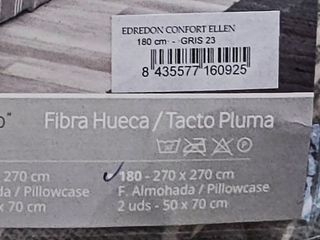 EDREDON CONFORT ELLEN
180 cm - -GRIS 23
8 435577 160925
Fibra Hueca / Tacto Pluma
270 cm
180 - 270 x 270 cm
/ Pillowcase
F. Almohada / Pillowcase
x 70 cm
2 uds - 50 x 70 cm